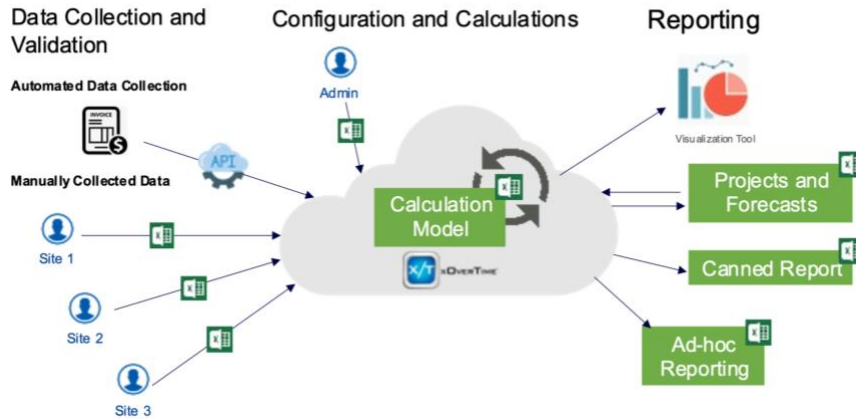 Data Collection and
Validation
Configuration and Calculations
Reporting
Automated Data Collection
INVOICE
$
API
Manually Collected Data
Site 1
Site 2
Site 3
Admin
X
X
X
X
Calculation
Model
X
X/T xOverTime
Visualization Tool
Projects and
Forecasts
X
Canned Report
X
Ad-hoc
Reporting
X